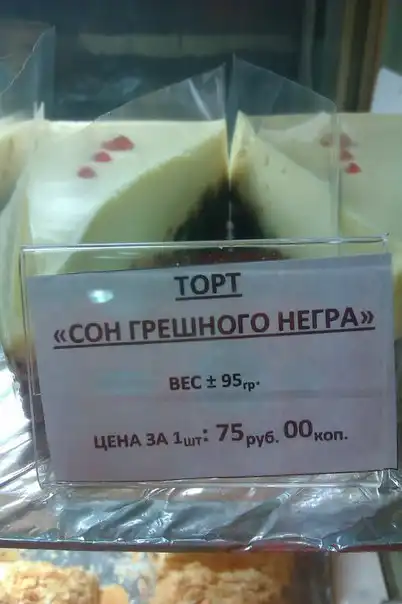 ТОРТ
«СОН ГРЕШНОГО НЕГРА»
ВЕС ± 95гр.
ЦЕНА ЗА 1шт: 75руб. 00коп.